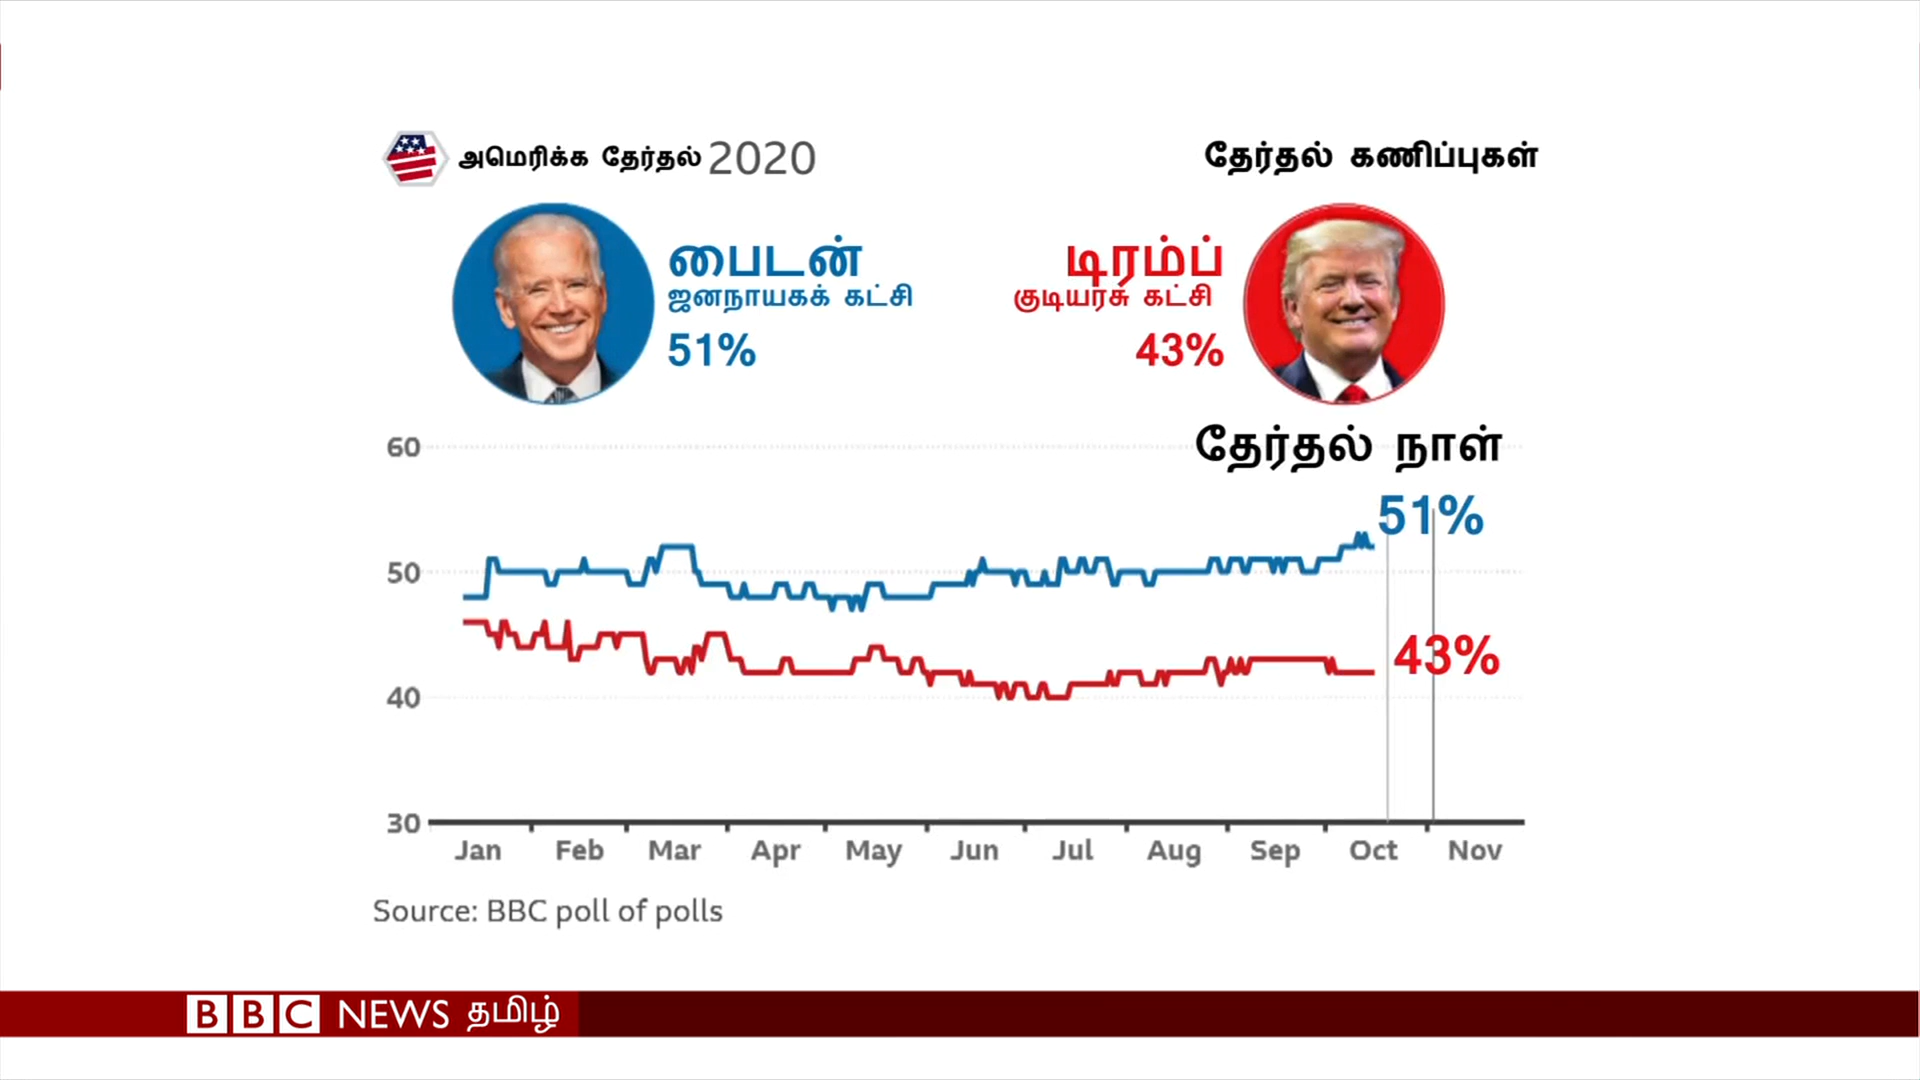 அமெரிக்க தேர்தல் 2020
தேர்தல் கணிப்புகள்
பைடன்
ஜனநாயகக் கட்சி
51%
டிரம்ப்
குடியரசு கட்சி
43%
தேர்தல் நாள்
60
51%
50
43%
40
30
Jan Feb Mar Apr May Jun Jul Aug Sep Oct Nov
Source: BBC poll of polls
BBC NEWS தமிழ்